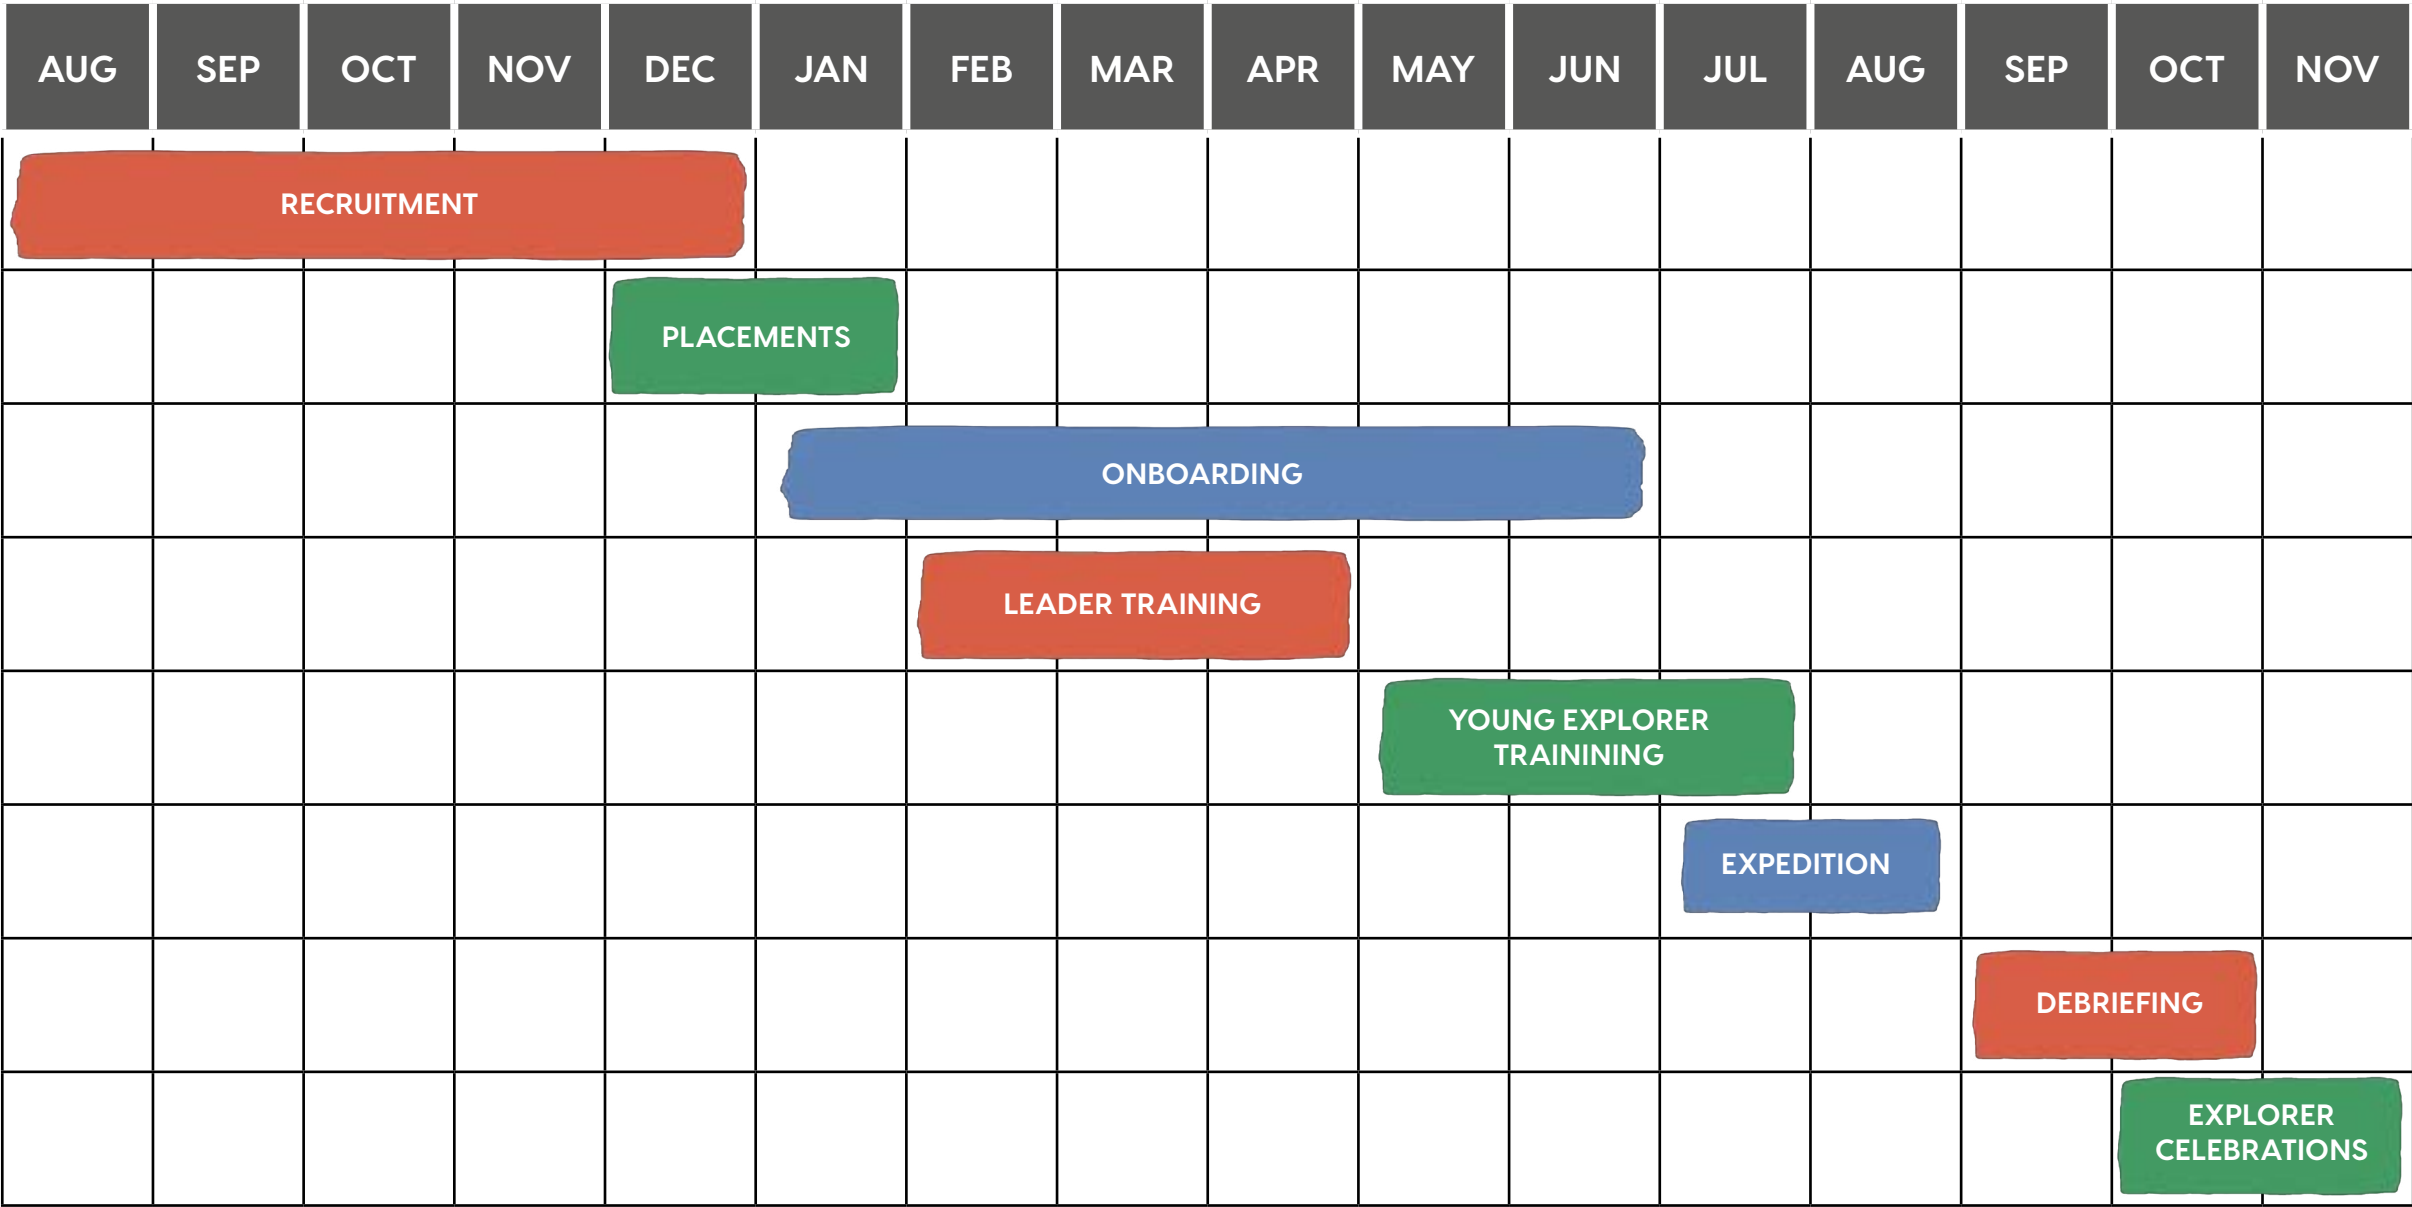 AUG SEP OCT NOV DEC JAN FEB MAR APR MAY JUN JUL AUG SEP OCT NOV
RECRUITMENT
PLACEMENTS
ONBOARDING
LEADER TRAINING
YOUNG EXPLORER
TRAININING
EXPEDITION
DEBRIEFING
EXPLORER
CELEBRATIONS